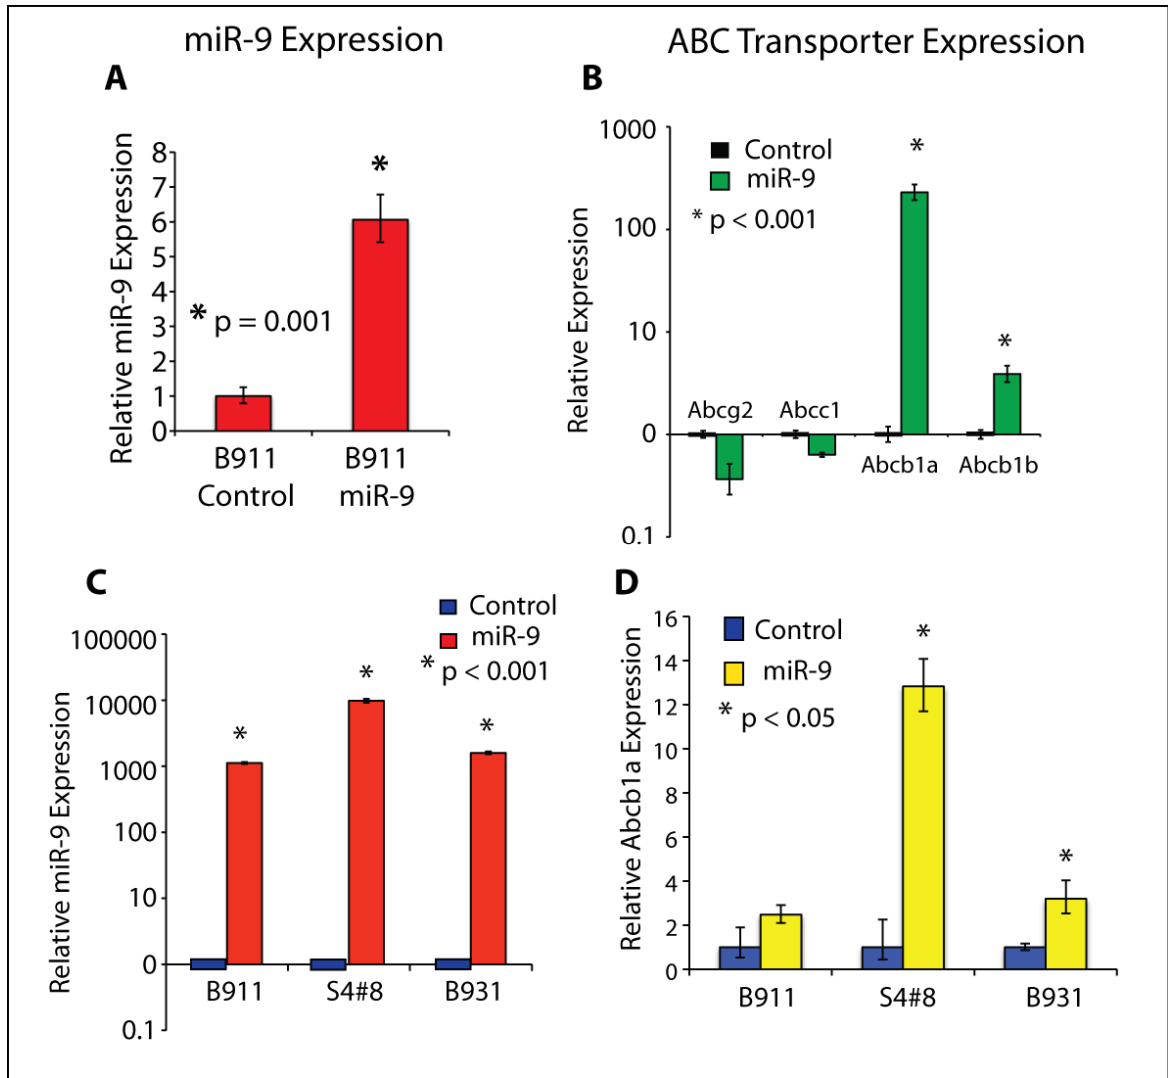 miR-9 Expression
ABC Transporter Expression
A
Relative miR-9 Expression
8
7
6
5
4
3
2
1
0
*
* p = 0.001
B911
Control
B911
miR-9
B
Relative Expression
1000
100
10
0
0.1
Control
miR-9
* p < 0.001
*
*
Abcg2
Abcc1
Abcb1a
Abcb1b
C
Relative miR-9 Expression
100000
10000
1000
100
10
0
0.1
Control
miR-9
* p < 0.001
*
*
*
B911
S4#8
B931
D
Relative Abcb1a Expression
16
14
12
10
8
6
4
2
0
Control
miR-9
* p < 0.05
*
*
B911
S4#8
B931